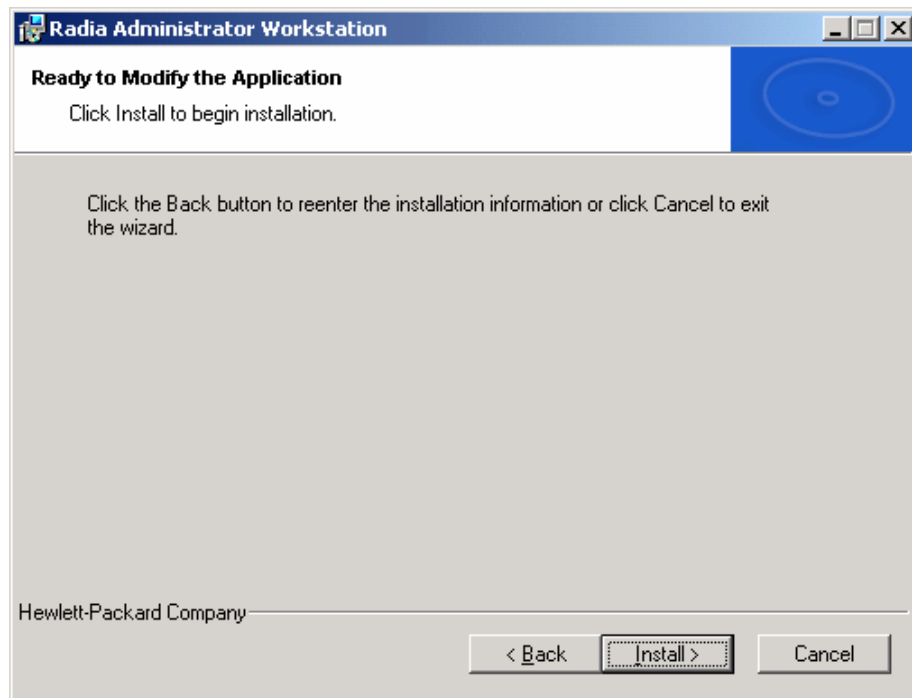 Radia Administrator Workstation
Ready to Modify the Application
Click Install to begin installation.
Click the Back button to reenter the installation information or click Cancel to exit
the wizard.
Hewlett-Packard Company
< Back Install > Cancel